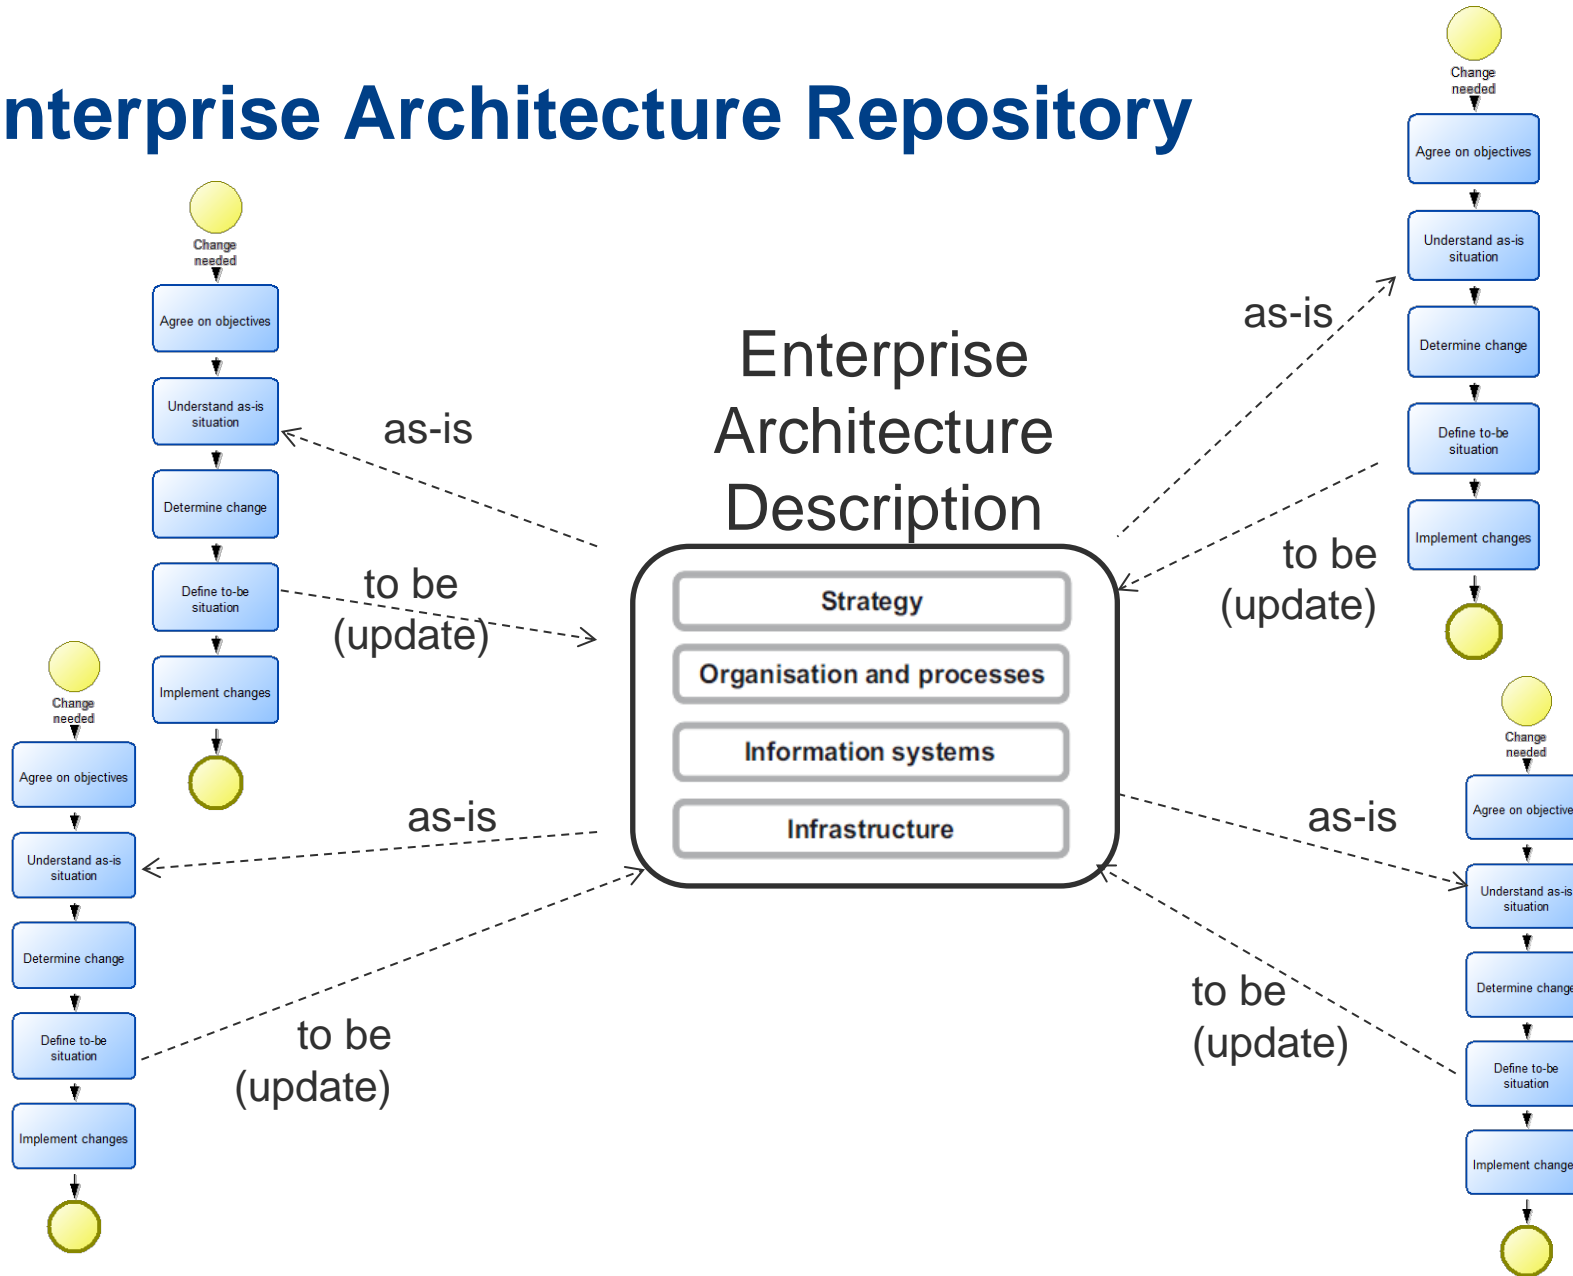 nterprise Architecture Repository
Change
needed
Agree on objectives
Understand as-is
situation
Determine change
Define to-be
situation
Implement changes
as-is
to be
(update)
Change
needed
Agree on objectives
Understand as-is
situation
Determine change
Define to-be
situation
Implement changes
as-is
to be
(update)
Enterprise
Architecture
Description
Strategy
Organisation and processes
Information systems
Infrastructure
Change
needed
Agree on objectives
Understand as-is
situation
Determine change
Define to-be
situation
Implement changes
as-is
to be
(update)
Change
needed
Agree on objective
Understand as-is
situation
Determine change
Define to-be
situation
Implement change
as-is
to be
(update)